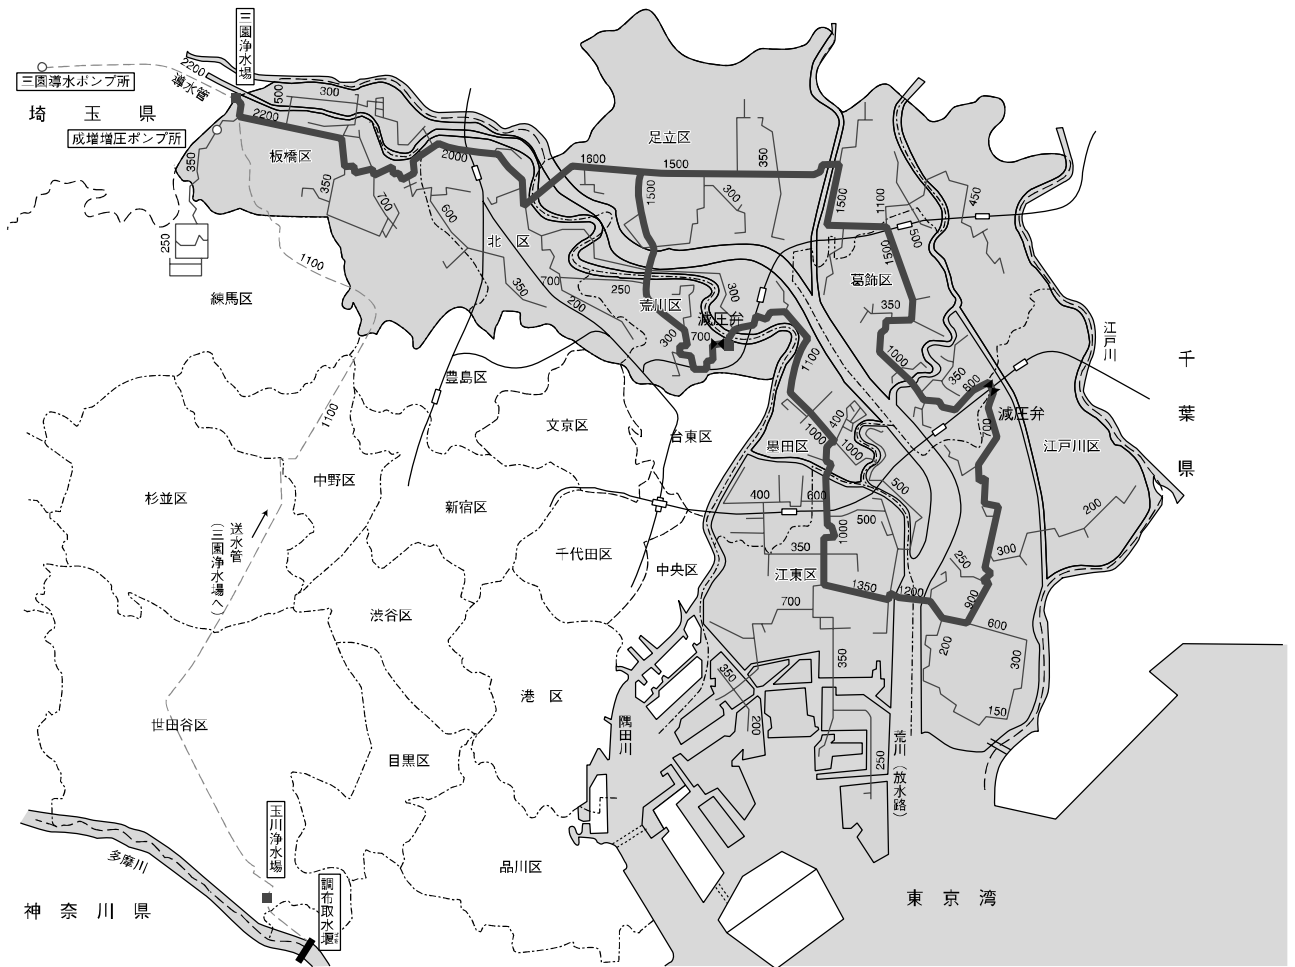 三園浄水場
2200
導水管
三園導水ポンプ所
埼玉県
成増増圧ポンプ所
500
300
2200
350
板橋区
350
700
2000
600
250
1100
練馬区
北区
350
700
200
250
1600
1500
足立区
350
1500
300
1500
1100
450
500
1500
葛飾区
350
荒川区
減圧弁
300
700
300
1100
1000
350
800
減圧弁
700
江戸川
千葉県
江戸川区
200
300
250
900
600
200
300
150
豊島区
文京区
台東区
墨田区
400
1000
1000
500
400
600
1000
500
350
江東区
1350
1200
700
350
350
200
250
荒川(放水路)
隅田川
1100
杉並区
中野区
新宿区
千代田区
中央区
送水管
(三園浄水場へ)
渋谷区
世田谷区
港区
目黒区
品川区
玉川浄水場
調布取水堰
ぜき
多摩川
神奈川県
東京湾